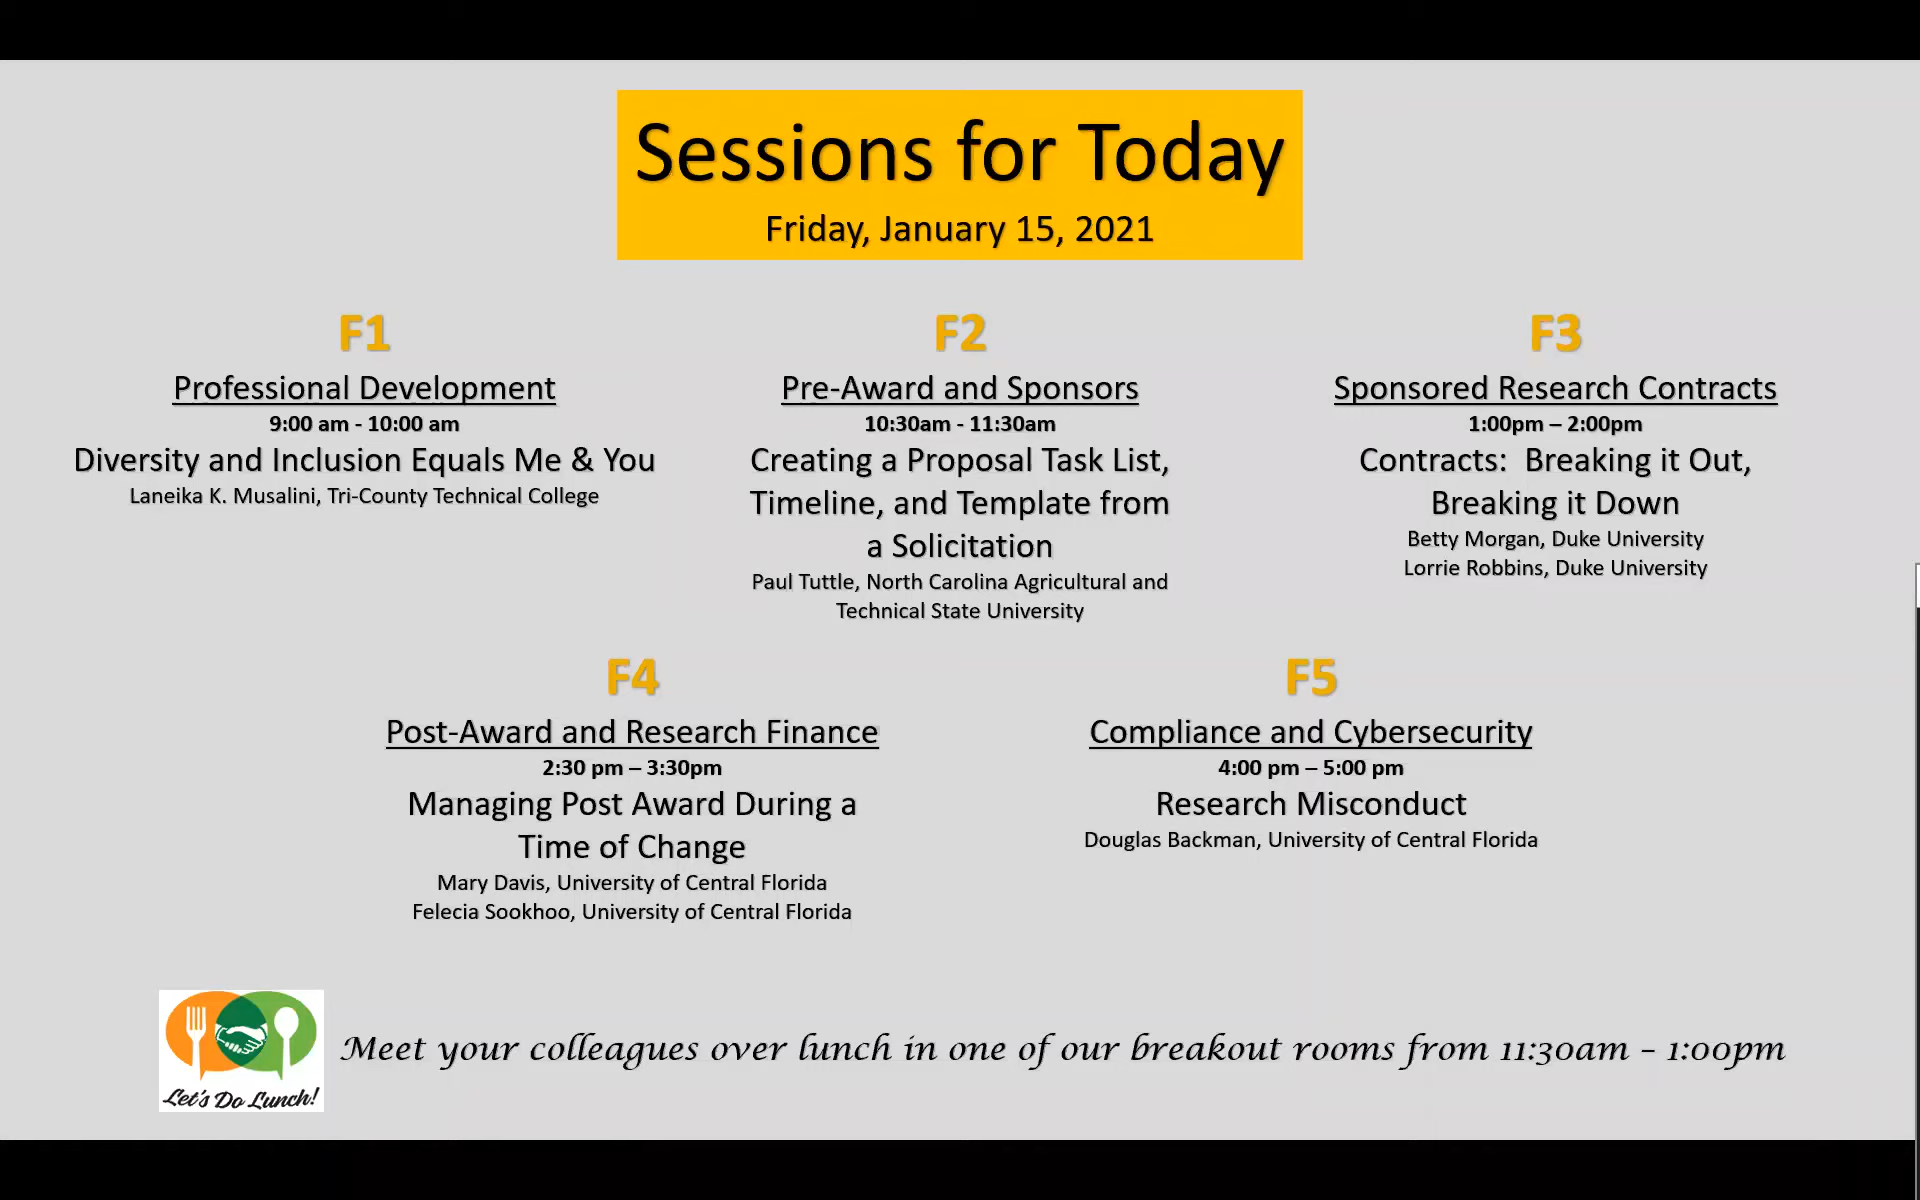 Sessions for Today
Friday, January 15, 2021
F1
Professional Development
9:00 am - 10:00 am
Diversity and Inclusion Equals Me & You
Laneika K. Musalini, Tri-County Technical College
F2
Pre-Award and Sponsors
10:30am - 11:30am
Creating a Proposal Task List,
Timeline, and Template from
a Solicitation
Paul Tuttle, North Carolina Agricultural and
Technical State University
F3
Sponsored Research Contracts
1:00pm – 2:00pm
Contracts:  Breaking it Out,
Breaking it Down
Betty Morgan, Duke University
Lorrie Robbins, Duke University
F4
Post-Award and Research Finance
2:30 pm – 3:30pm
Managing Post Award During a
Time of Change
Mary Davis, University of Central Florida
Felecia Sookhoo, University of Central Florida
F5
Compliance and Cybersecurity
4:00 pm – 5:00 pm
Research Misconduct
Douglas Backman, University of Central Florida
Let's Do Lunch!
Meet your colleagues over lunch in one of our breakout rooms from 11:30am – 1:00pm